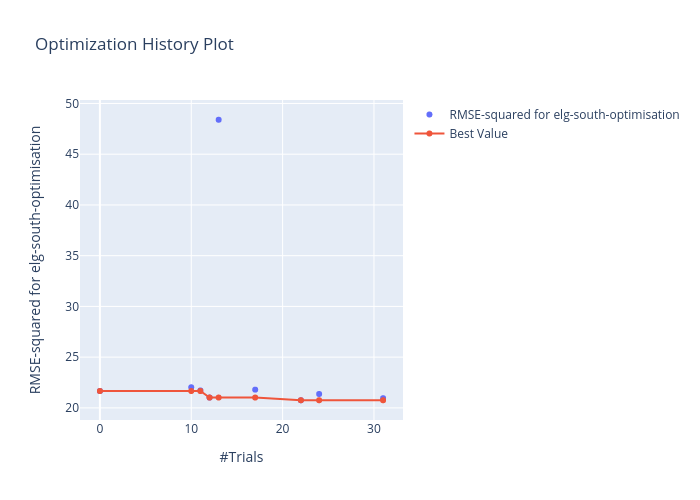 Optimization History Plot
RMSE-squared for elg-south-optimisation
50
45
40
35
30
25
20
0
10
20
30
#Trials
RMSE-squared for elg-south-optimisation
Best Value